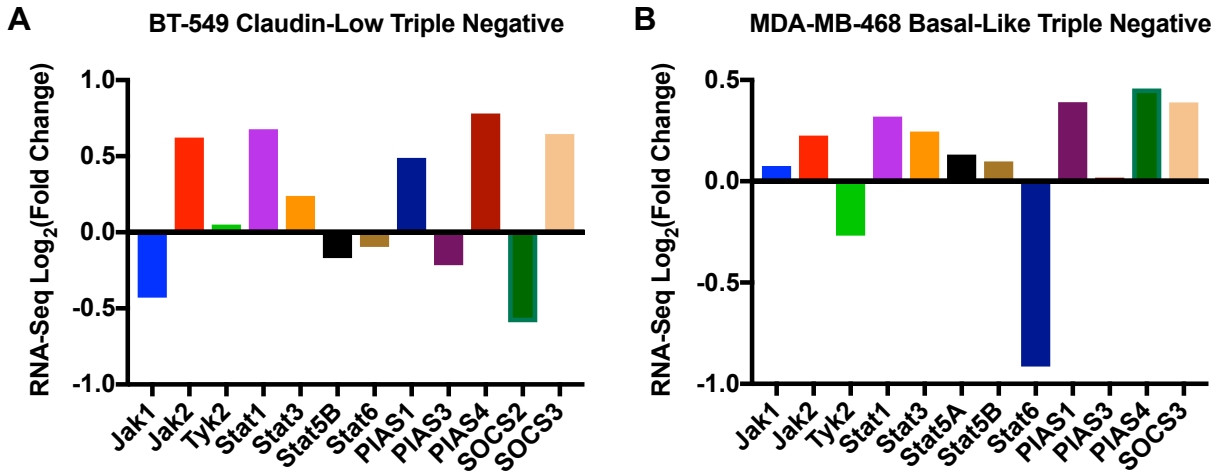 A
BT-549 Claudin-Low Triple Negative
RNA-Seq Log2(Fold Change)
1.0
0.5
0.0
-0.5
-1.0
Jak1
Jak2
Tyk2
Stat1
Stat3
Stat5B
Stat6
PIAS1
PIAS3
PIAS4
SOCS2
SOCS3
B
MDA-MB-468 Basal-Like Triple Negative
RNA-Seq Log2(Fold Change)
0.5
0.0
-0.5
-1.0
Jak1
Jak2
Tyk2
Stat1
Stat3
Stat5A
Stat5B
Stat6
PIAS1
PIAS3
PIAS4
SOCS3